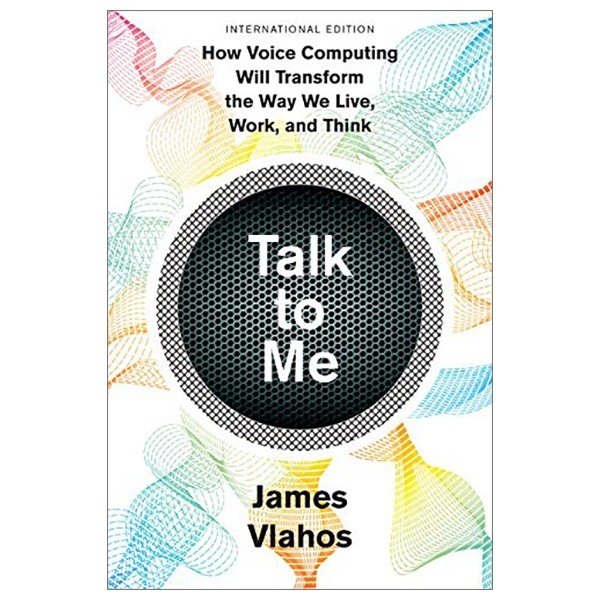 INTERNATIONAL EDITION
How Voice Computing
Will Transform
the Way We Live,
Work, and Think
Talk
to
Me
James
Vlahos